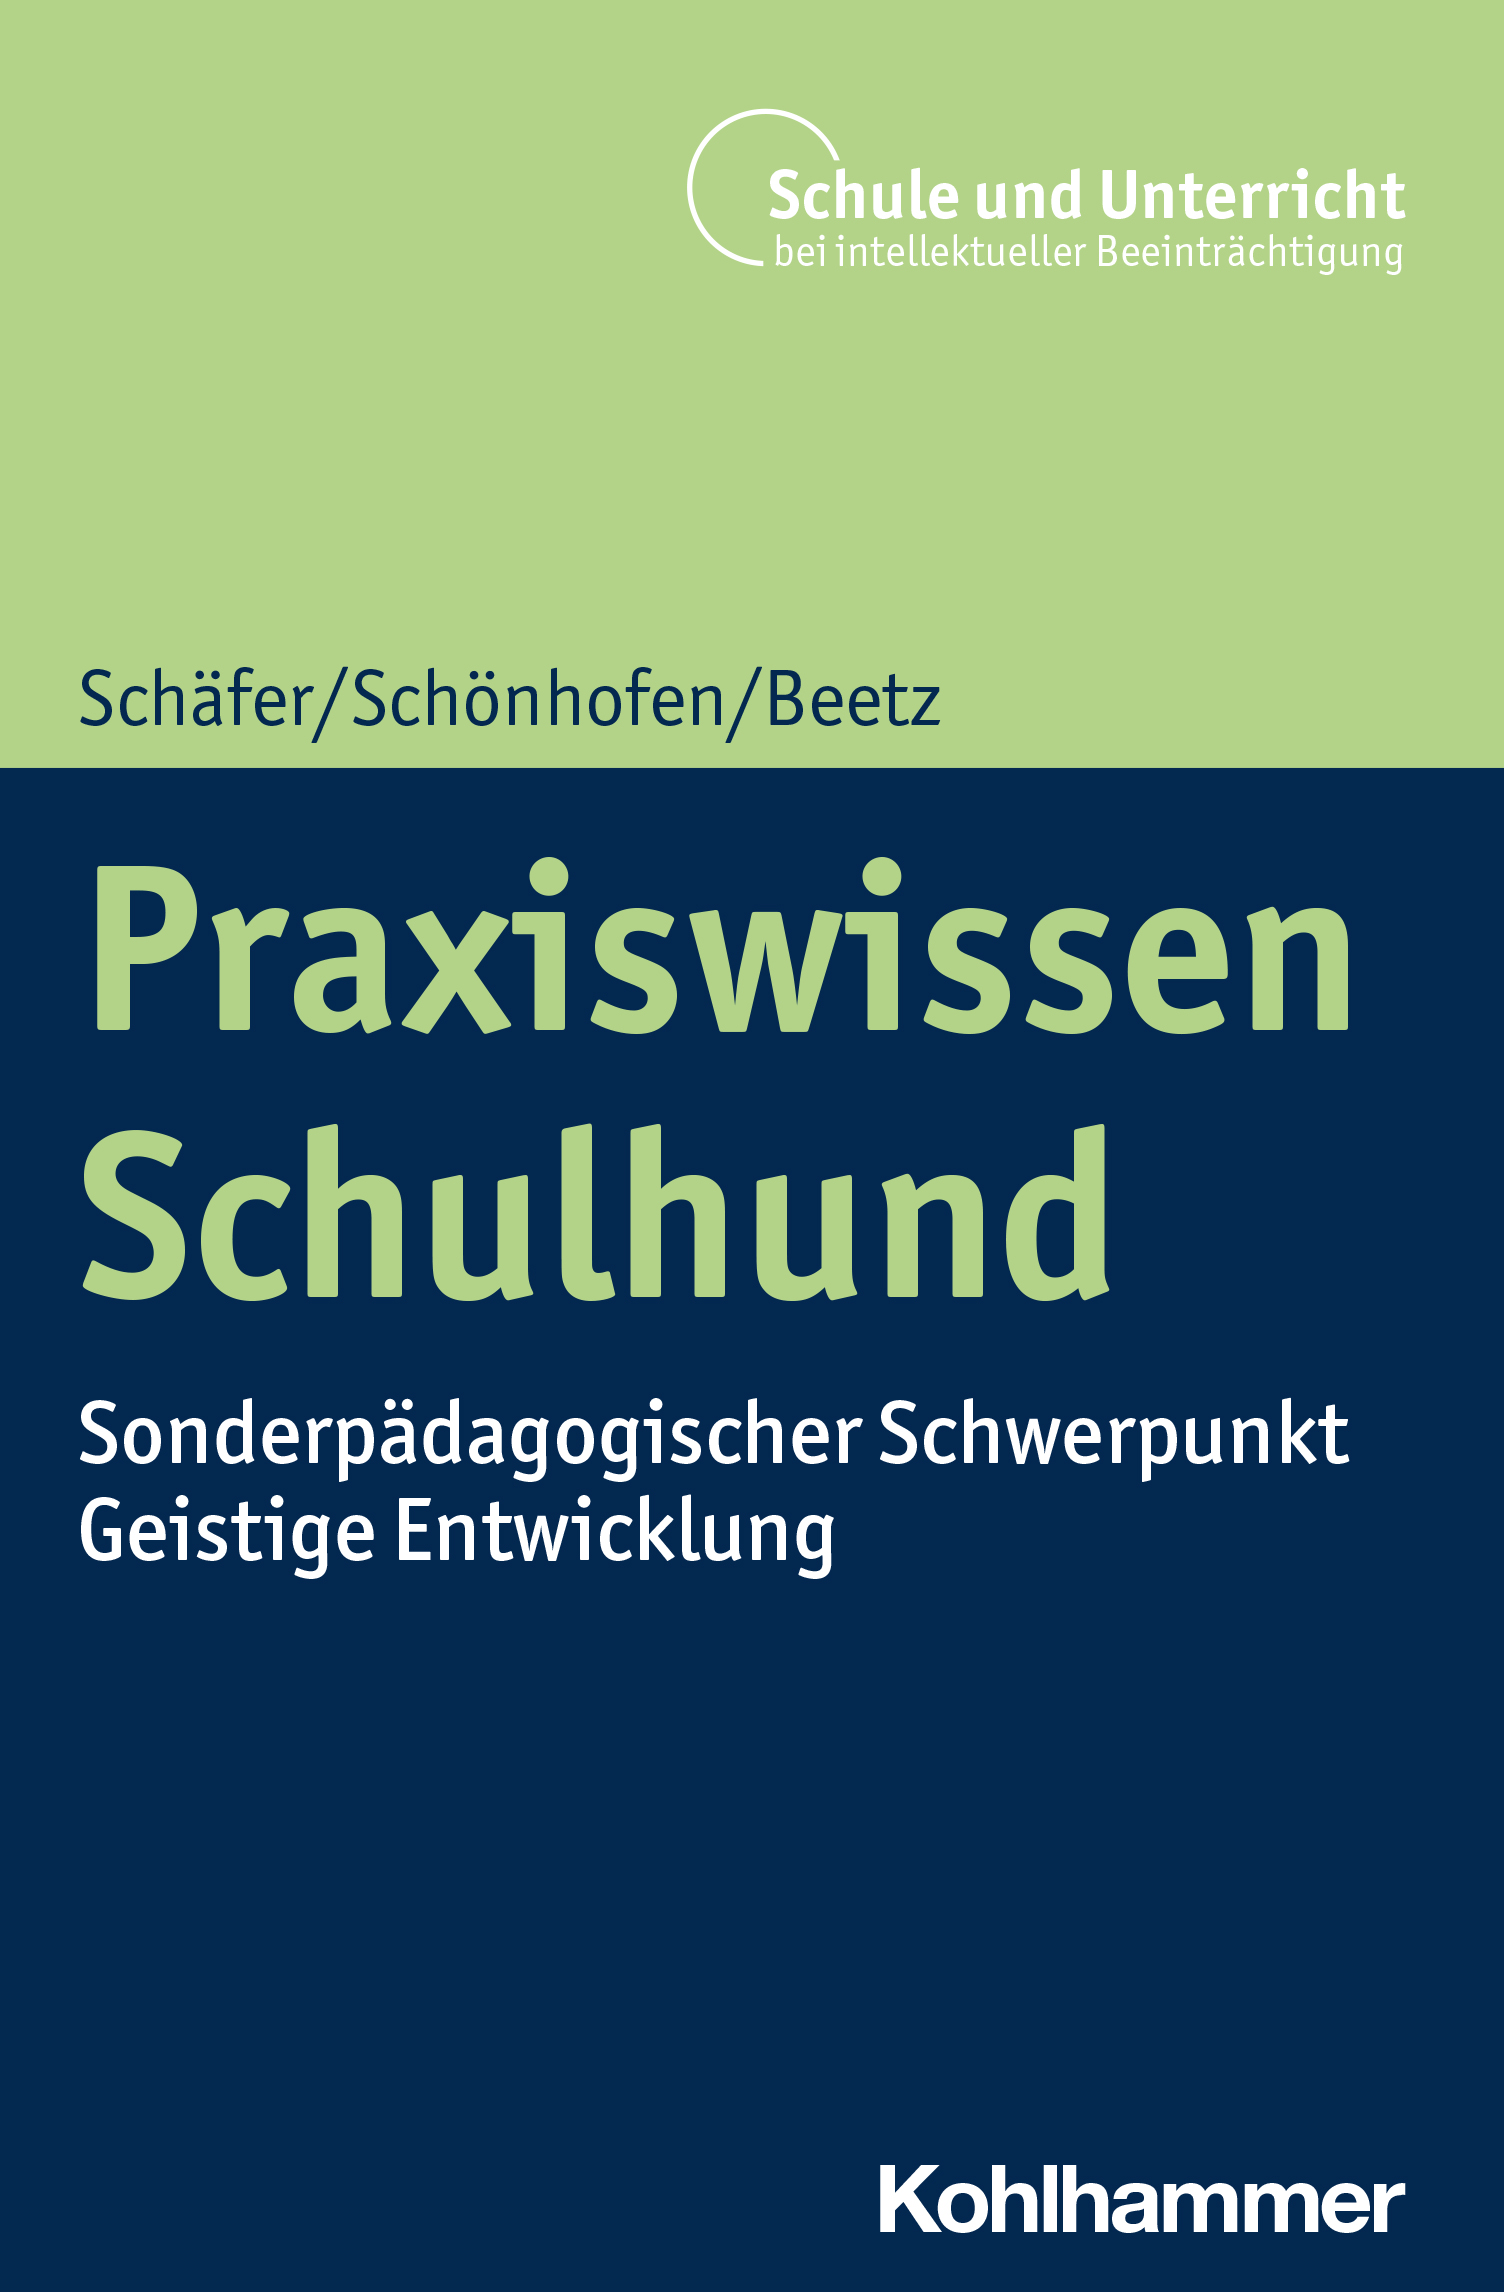 Schule und Unterricht
bei intellektueller Beeinträchtigung
Schäfer/Schönhofen/Beetz
Praxiswissen
Schulhund
Sonderpädagogischer Schwerpunkt
Geistige Entwicklung
Kohlhammer